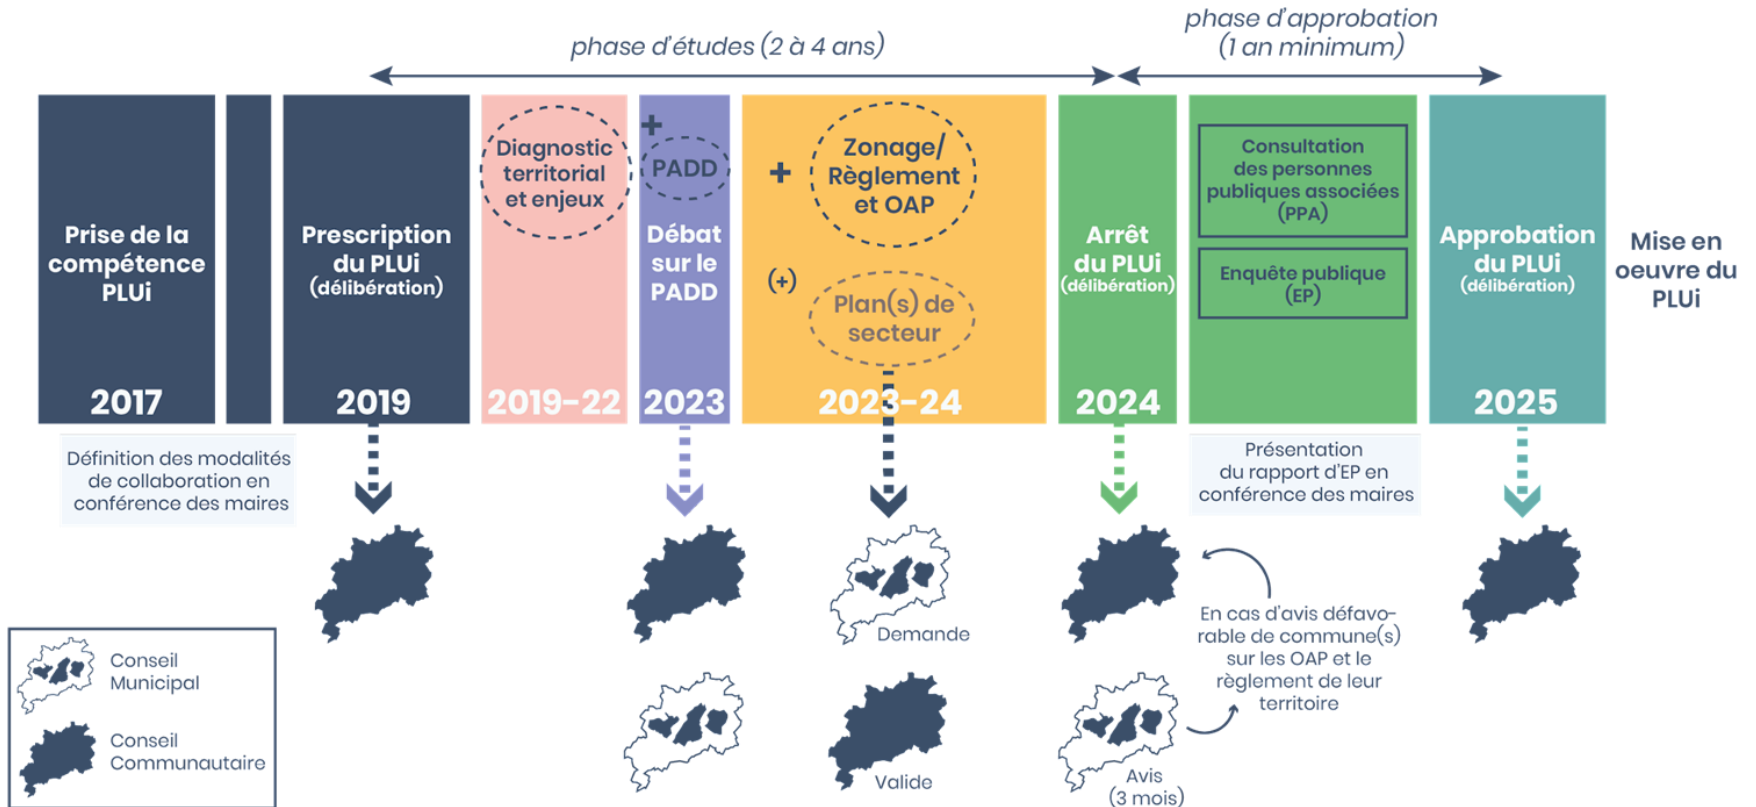 phase d'études (2 à 4 ans)
phase d'approbation
(1 an minimum)
Prise de la
compétence
PLUi
2017
Prescription
du PLUi
(délibération)
2019
Diagnostic
territorial
et enjeux
2019-22
+
PADD
Débat
sur le
PADD
2023
+
Zonage/
Règlement
et OAP
(+)
Plan(s) de
secteur
2023-24
Arrêt
du PLUi
(délibération)
2024
Consultation
des personnes
publiques associées
(PPA)
Enquête publique
(EP)
Approbation
du PLUi
(délibération)
2025
Mise en
oeuvre du
PLUi
Définition des modalités
de collaboration en
conférence des maires
Présentation
du rapport d'EP en
conférence des maires
Demande
Valide
Avis
(3 mois)
En cas d'avis défavo-
rable de commune(s)
sur les OAP et le
règlement de leur
territoire
Conseil
Municipal
Conseil
Communautaire